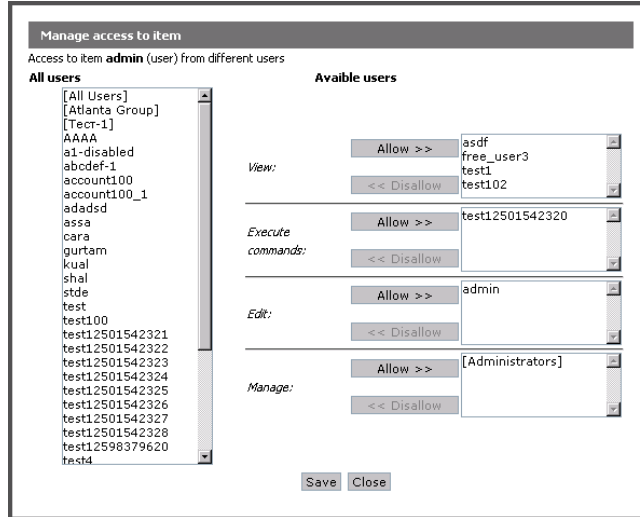 Manage access to item
Access to item admin (user) from different users
All users
Avaible users
[All Users]
[Atlanta Group]
[Тест-1]
AAAA
a1-disabled
abcdef-1
account100
account100_1
adadsd
assa
cara
gurtam
kual
shal
stde
test
test100
test12501542321
test12501542322
test12501542323
test12501542324
test12501542325
test12501542326
test12501542327
test12501542328
test12598379620
test4
View:
Allow >>
<< Disallow
asdf
free_user3
test1
test102
Execute
commands:
Allow >>
<< Disallow
test12501542320
Edit:
Allow >>
<< Disallow
admin
Manage:
Allow >>
<< Disallow
[Administrators]
Save
Close